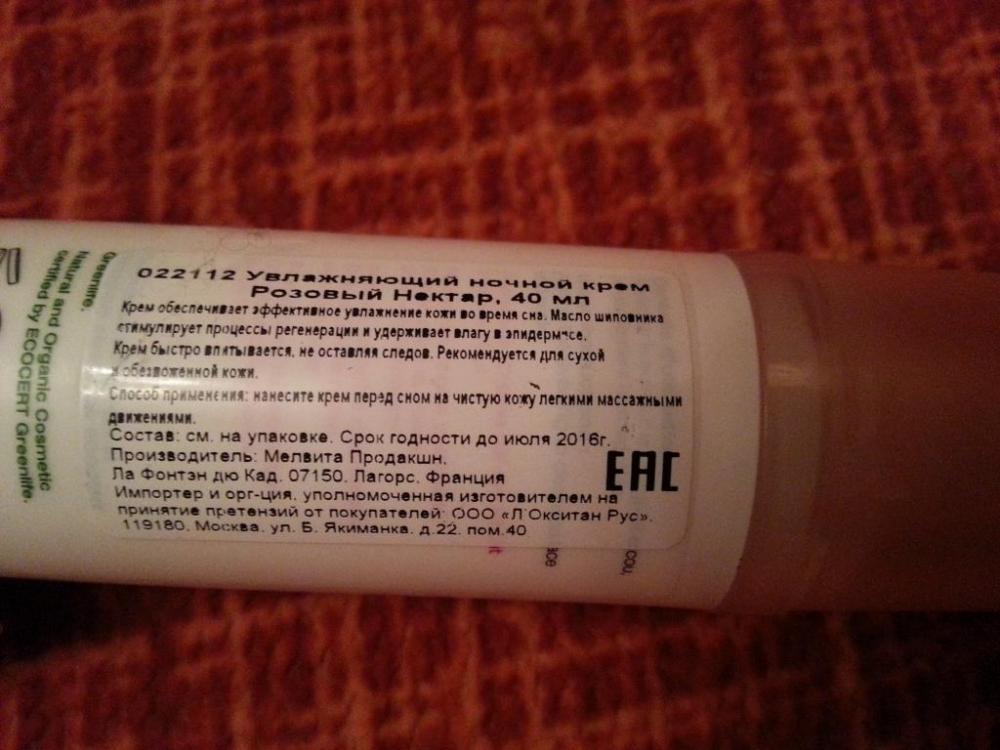 022112 Увлажняющий ночной крем
Розовый Нектар, 40 мл
Крем обеспечивает эффективное увлажнение кожи во время сна. Масло шиповника
стимулирует процессы регенерации и удерживает влагу в эпидермисе.
Крем быстро впитывается, не оставляя следов. Рекомендуется для сухой
и обезвоженной кожи.
Способ применения: нанесите крем перед сном на чистую кожу легкими массажными
движениями.
Состав: см. на упаковке. Срок годности до июля 2016г.
Производитель: Мелвита Продакшн,
Ла Фонтэн дю Кад, 07150, Лагорс, Франция
Импортер и орг-ция, уполномоченная изготовителем на
принятие претензий от покупателей: ООО «Л'Окситан Рус»,
119180, Москва, ул. Б. Якиманка, д.22, пом.40
EAC
Greenlife.
Natural and Organic Cosmetic
certified by ECOCERT Greenlife.
cou,